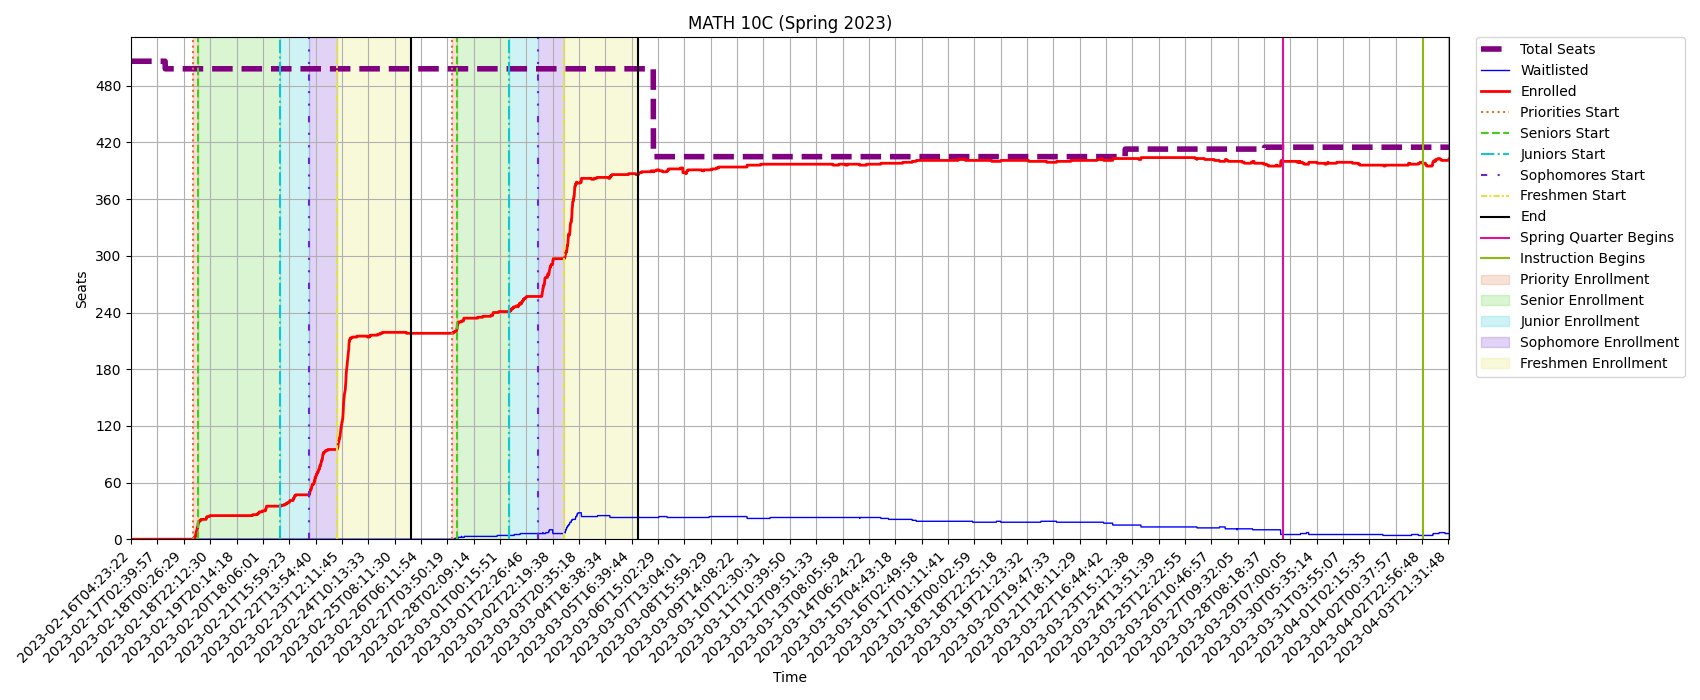 MATH 10C (Spring 2023)
Seats
480
420
360
300
240
180
120
60
0
2023-02-16T04:23:22
2023-02-17T02:39:57
2023-02-18T00:26:29
2023-02-18T22:12:30
2023-02-19T20:14:18
2023-02-20T18:06:01
2023-02-21T15:59:23
2023-02-22T13:54:40
2023-02-23T12:11:45
2023-02-24T10:13:33
2023-02-25T08:11:30
2023-02-26T06:11:54
2023-02-27T03:50:19
2023-02-28T02:09:14
2023-03-01T00:15:51
2023-03-01T22:26:46
2023-03-02T22:19:38
2023-03-03T20:35:18
2023-03-04T18:38:34
2023-03-05T16:39:44
2023-03-06T15:02:29
2023-03-07T13:04:01
2023-03-08T15:59:29
2023-03-09T14:08:22
2023-03-10T12:30:31
2023-03-11T10:39:50
2023-03-12T09:51:33
2023-03-13T08:05:58
2023-03-14T06:24:22
2023-03-15T04:43:18
2023-03-16T02:49:58
2023-03-17T01:11:41
2023-03-18T00:02:59
2023-03-18T22:25:18
2023-03-19T21:23:32
2023-03-20T19:47:33
2023-03-21T18:11:29
2023-03-22T16:44:42
2023-03-23T15:12:38
2023-03-24T13:51:39
2023-03-25T12:22:55
2023-03-26T10:46:57
2023-03-27T09:32:05
2023-03-28T08:18:37
2023-03-29T07:00:05
2023-03-30T05:35:14
2023-03-31T03:55:07
2023-04-01T02:15:35
2023-04-02T00:37:57
2023-04-02T22:56:48
2023-04-03T21:31:48
Time
Total Seats
Waitlisted
Enrolled
Priorities Start
Seniors Start
Juniors Start
Sophomores Start
Freshmen Start
End
Spring Quarter Begins
Instruction Begins
Priority Enrollment
Senior Enrollment
Junior Enrollment
Sophomore Enrollment
Freshmen Enrollment